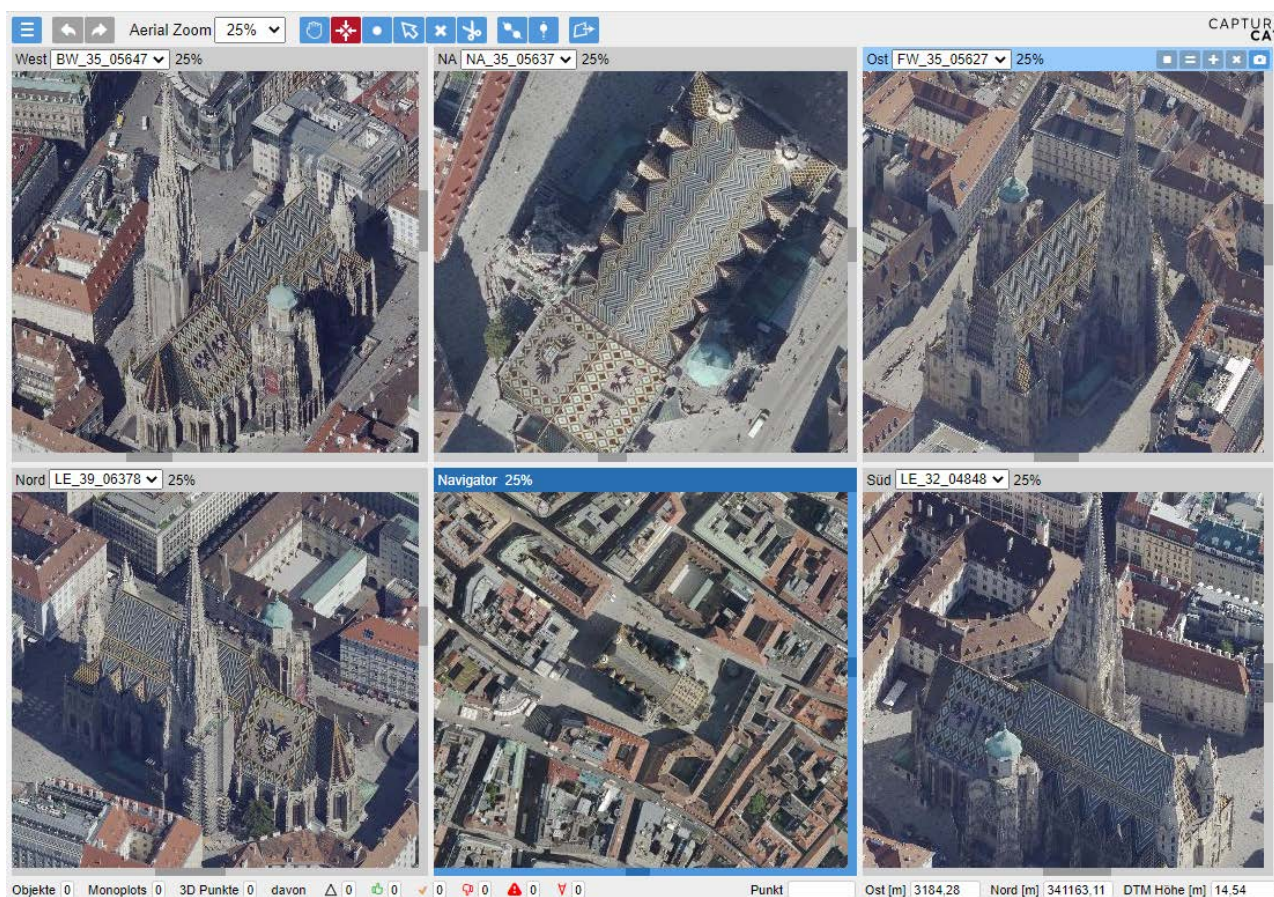 Aerial Zoom 25%
CAPTUR
CA
West BW_35_05647 25%
NA NA_35_05637 25%
Ost FW_35_05627 25%
Nord LE_39_06378 25%
Navigator 25%
Süd LE_32_04848 25%
Objekte 0 Monoplots 0 3D Punkte 0 davon 0 0 0 0 0 0 Punkt Ost [m] 3184,28 Nord [m] 341163,11 DTM Höhe [m] 14,54